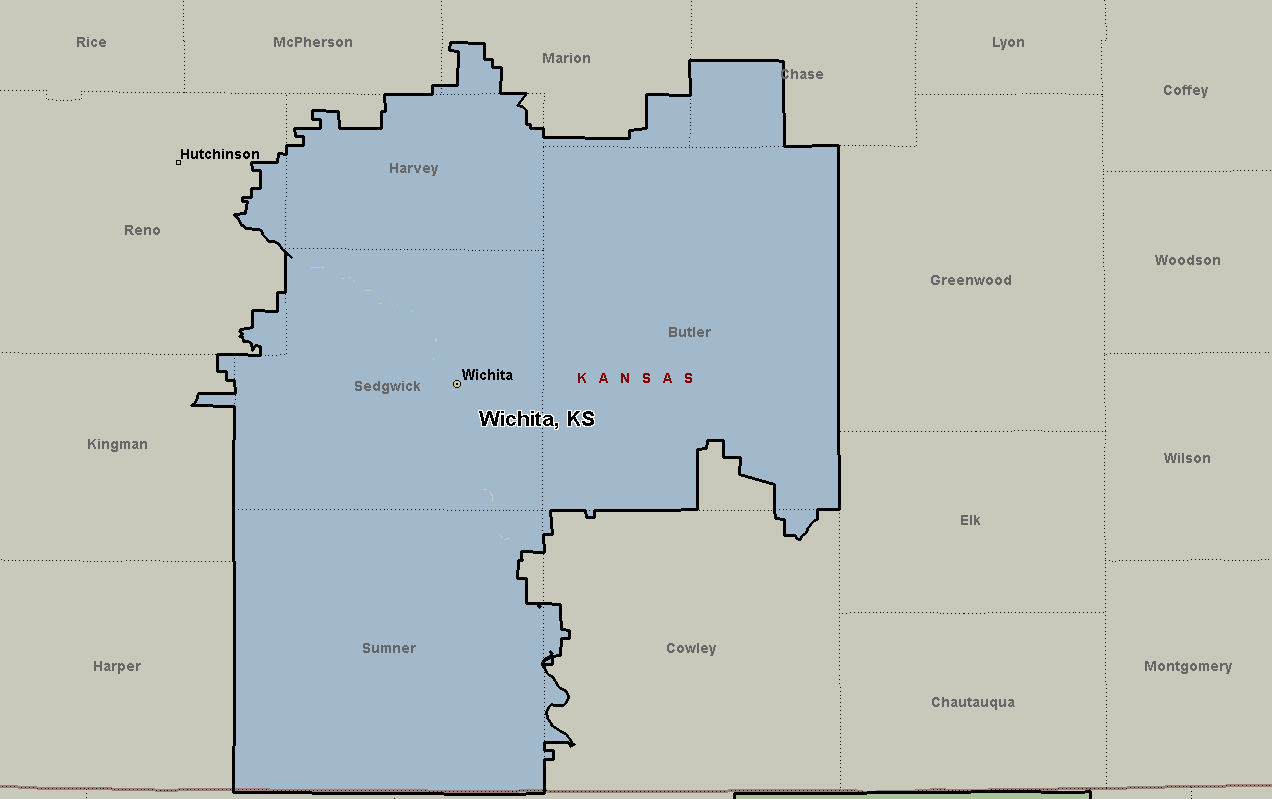 Rice
McPherson
Marion
Lyon
Chase
Coffey
Hutchinson
Harvey
Reno
Woodson
Greenwood
Butler
Wichita
K A N S A S
Sedgwick
Wichita, KS
Kingman
Wilson
Elk
Sumner
Cowley
Harper
Montgomery
Chautauqua